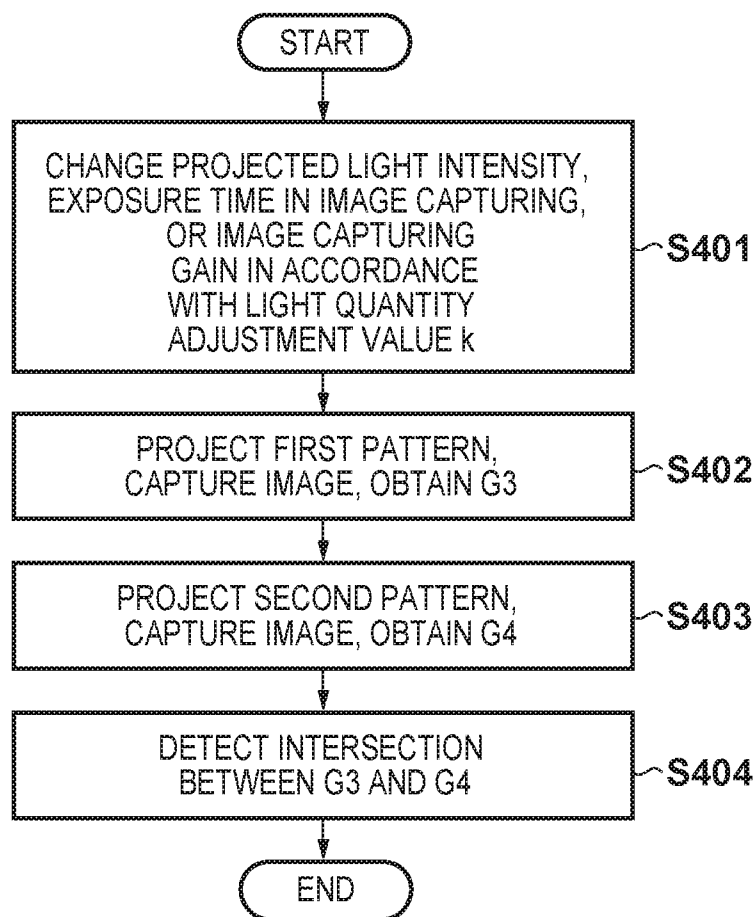 START
CHANGE PROJECTED LIGHT INTENSITY,
EXPOSURE TIME IN IMAGE CAPTURING,
OR IMAGE CAPTURING
GAIN IN ACCORDANCE
WITH LIGHT QUANTITY
ADJUSTMENT VALUE k
S401
PROJECT FIRST PATTERN,
CAPTURE IMAGE, OBTAIN G3
S402
PROJECT SECOND PATTERN,
CAPTURE IMAGE, OBTAIN G4
S403
DETECT INTERSECTION
BETWEEN G3 AND G4
S404
END